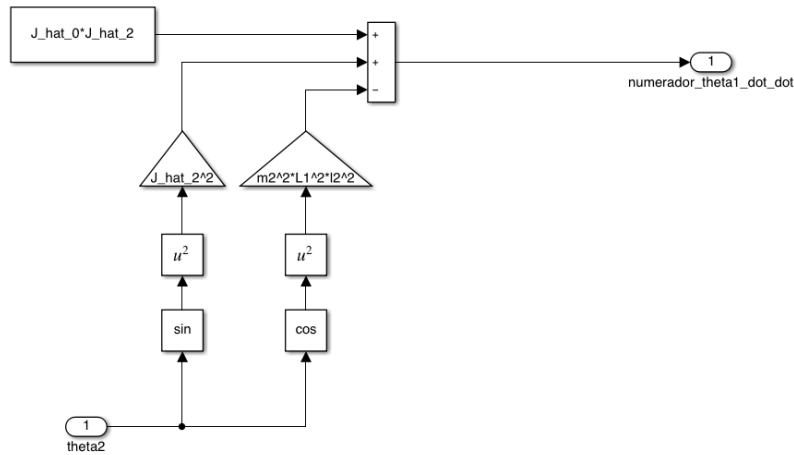 J_hat_0*J_hat_2
+
+
−
1
numerador_theta1_dot_dot
J_hat_2^2
m2^2*L1^2*l2^2
u²
u²
sin
cos
1
theta2